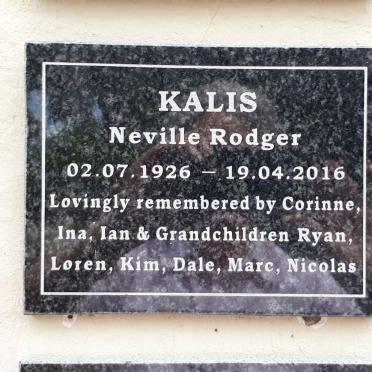 KALIS
Neville Rodger
02.07.1926 – 19.04.2016
Lovingly remembered by Corinne,
Ina, Ian & Grandchildren Ryan,
Loren, Kim, Dale, Marc, Nicolas